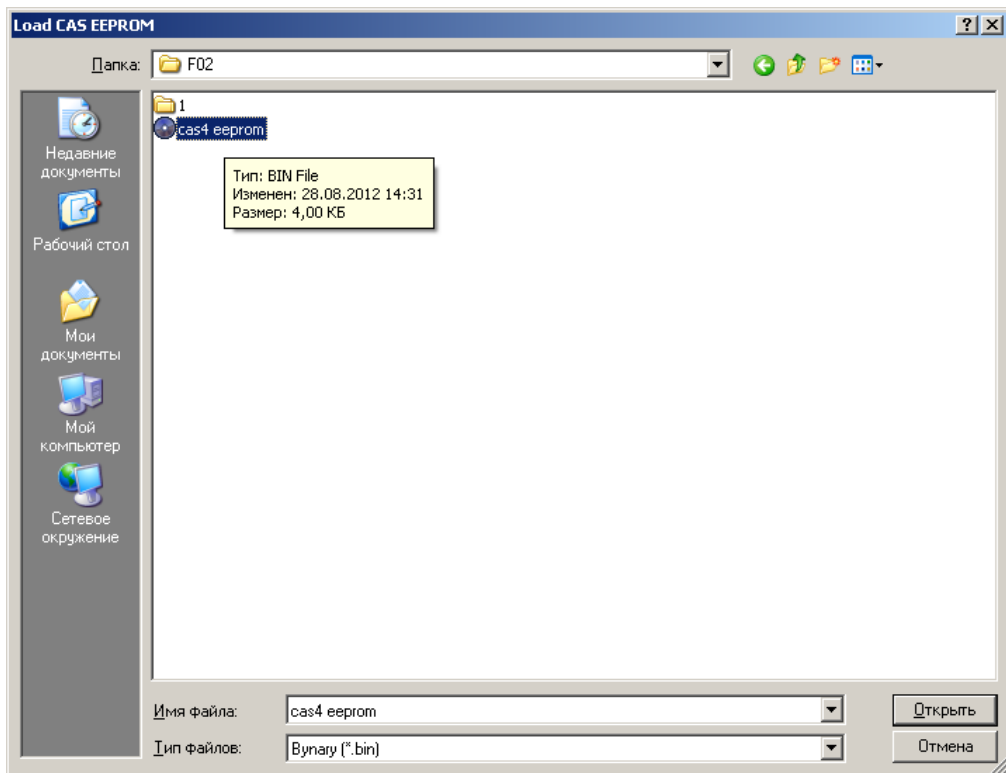 Load CAS EEPROM
Папка: F02
1
cas4 eeprom
Тип: BIN File
Изменен: 28.08.2012 14:31
Размер: 4,00 КБ
Недавние
документы
Рабочий стол
Мои
документы
Мой
компьютер
Сетевое
окружение
Имя файла: cas4 eeprom Открыть
Тип файлов: Bynary (*.bin) Отмена